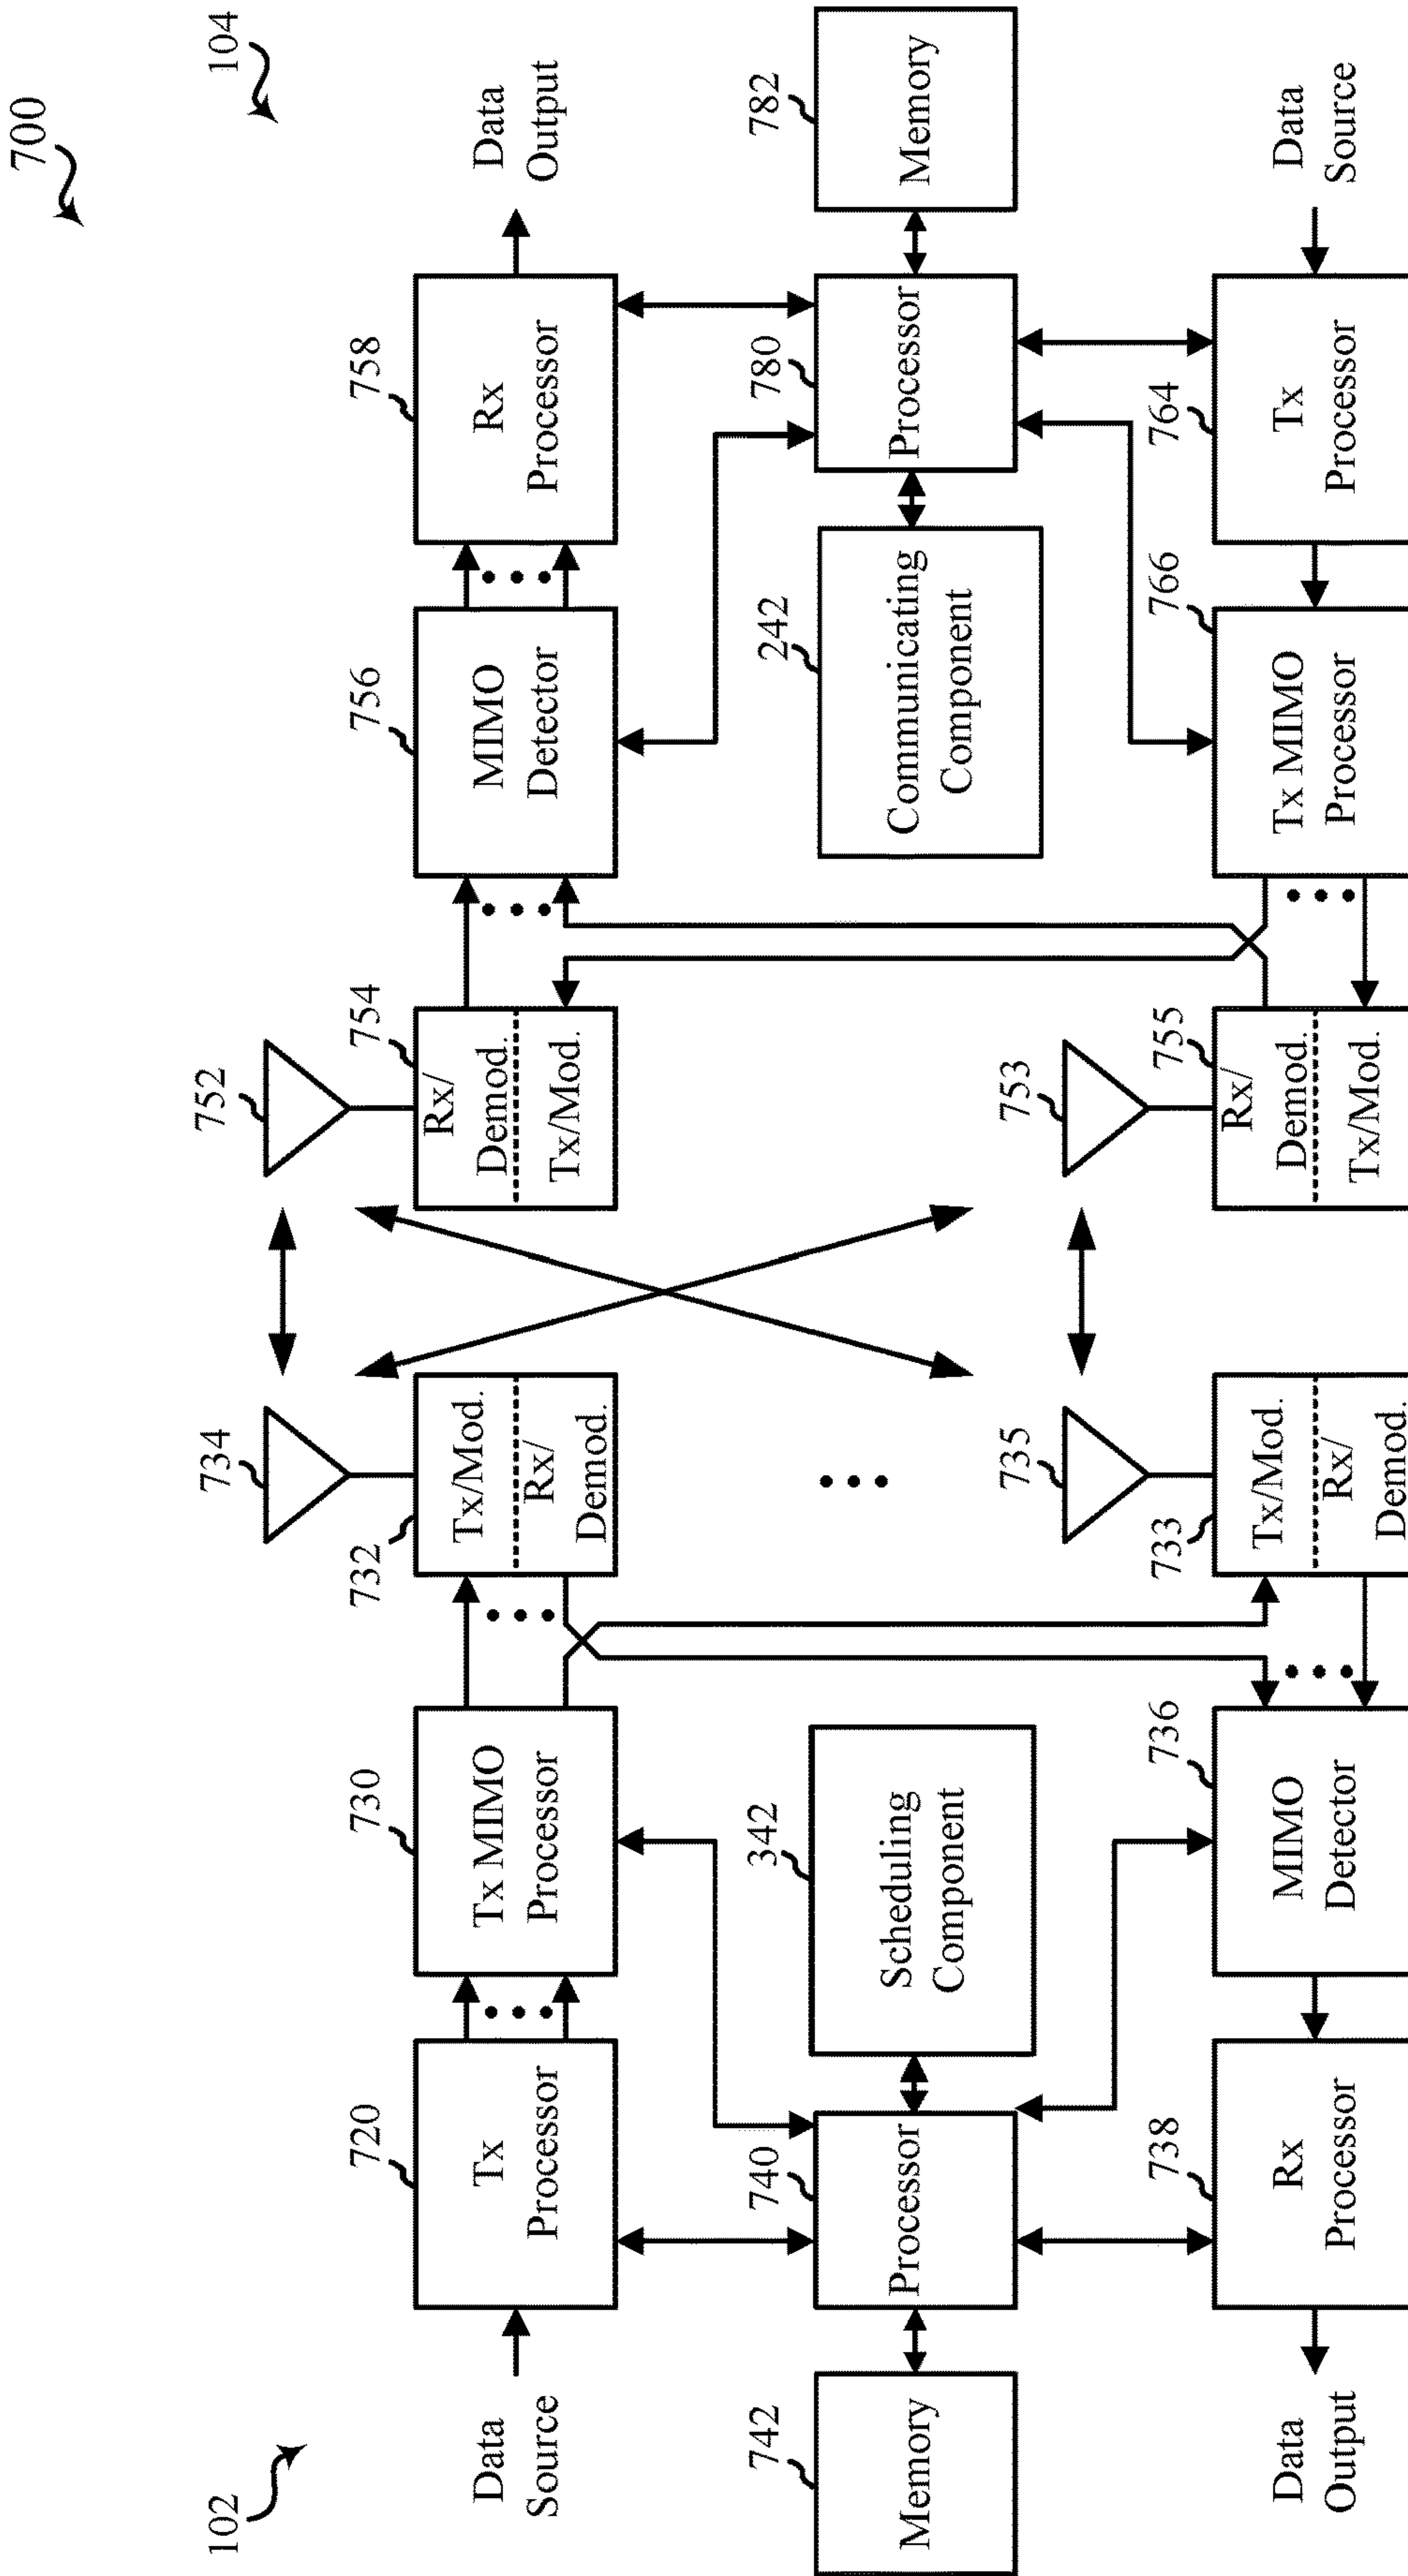 700
102
104
734
752
720
730
732
754
756
758
Data
Source
Tx
Processor
Tx MIMO
Processor
Tx/Mod.
Rx/
Demod.
Rx/
Demod.
Tx/Mod.
MIMO
Detector
Rx
Processor
Data
Output
742
740
342
242
780
782
Memory
Processor
Scheduling
Component
Communicating
Component
Processor
Memory
735
753
738
736
733
755
766
764
Data
Output
Rx
Processor
MIMO
Detector
Tx/Mod.
Rx/
Demod.
Rx/
Demod.
Tx/Mod.
Tx MIMO
Processor
Tx
Processor
Data
Source